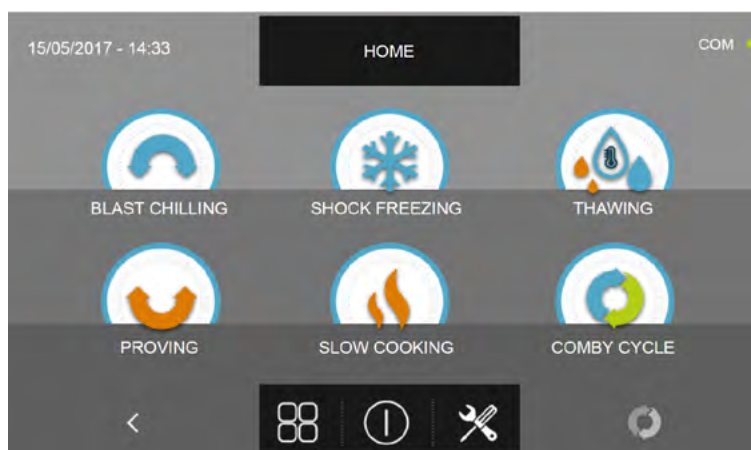 15/05/2017 - 14:33
HOME
COM
BLAST CHILLING
SHOCK FREEZING
THAWING
PROVING
SLOW COOKING
COMBY CYCLE